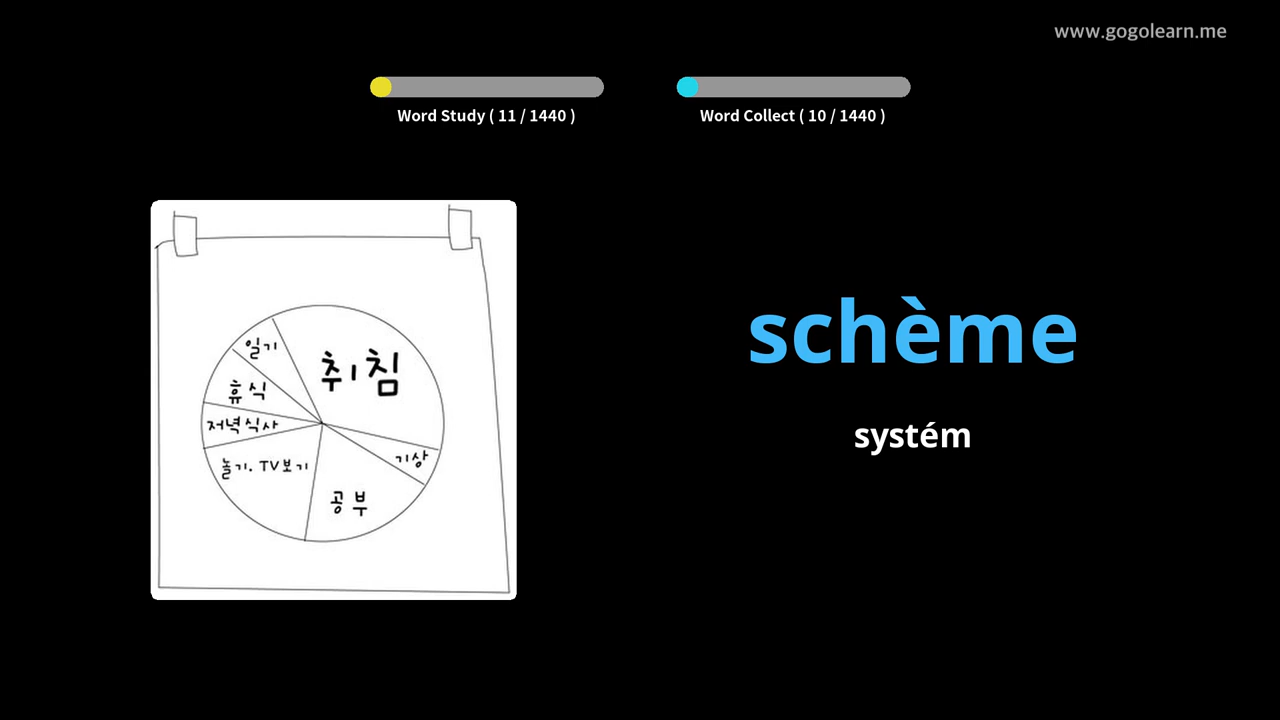 www.gogolearn.me
Word Study ( 11 / 1440 )
Word Collect ( 10 / 1440 )
일기
취침
휴식
저녁식사
놀기. TV보기
기상
공부
schème
systém